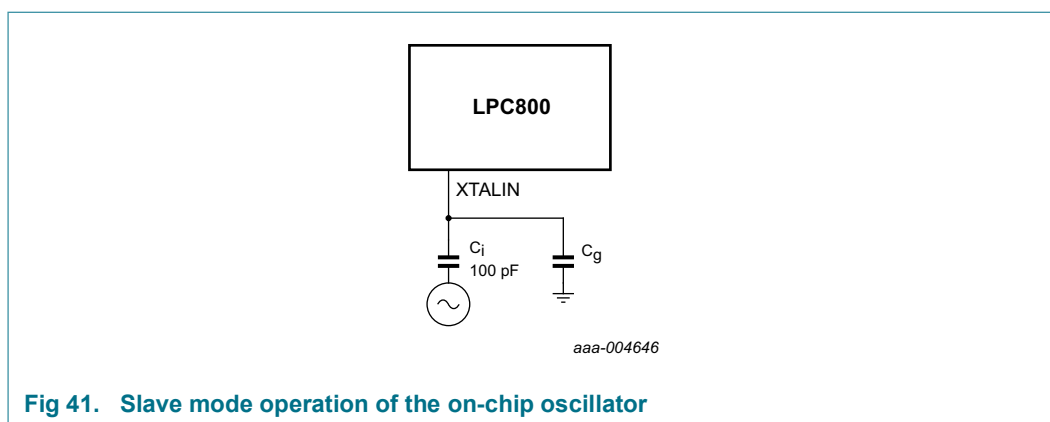 LPC800
XTALIN
Ci
100 pF
Cg
aaa-004646
Fig 41. Slave mode operation of the on-chip oscillator